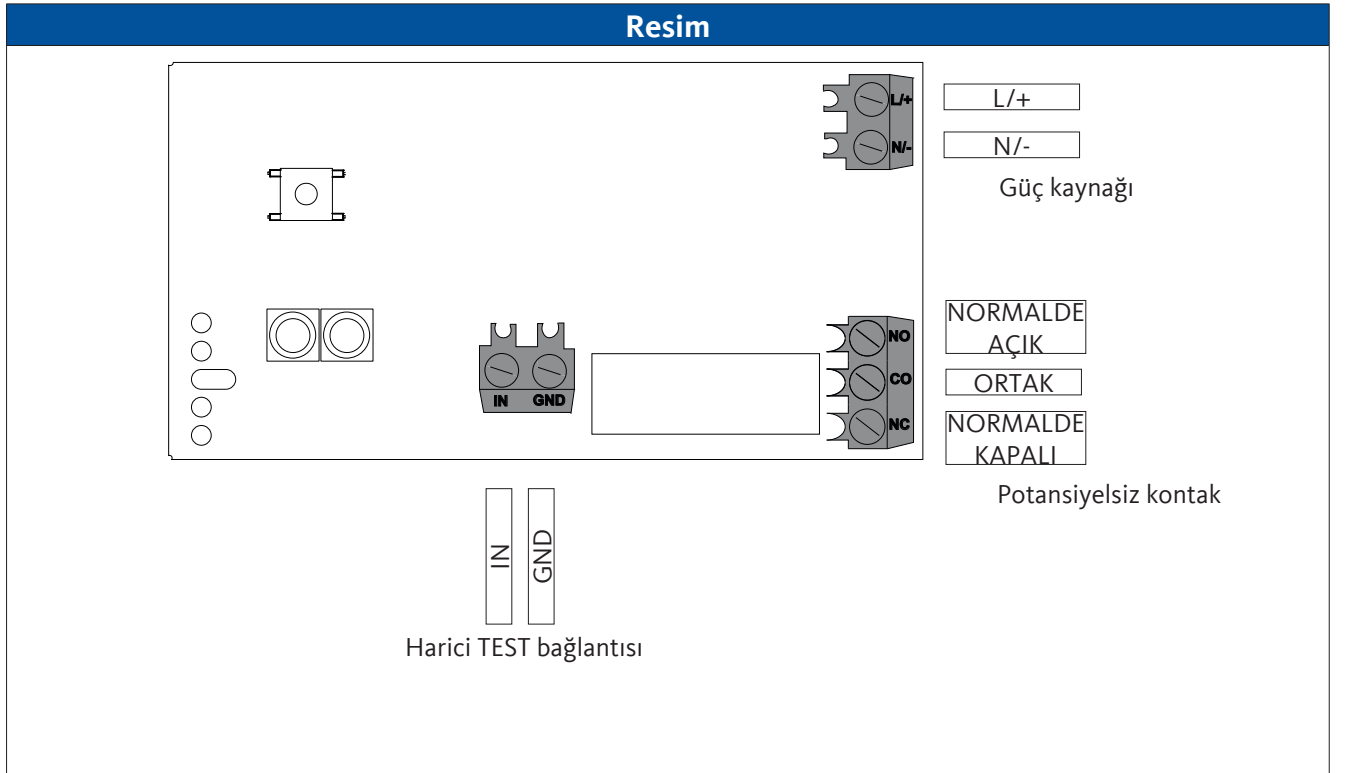 Resim
L/+
L/+
N/-
N/-
Güç kaynağı
NO
NORMALDE
AÇIK
CO
ORTAK
NC
NORMALDE
KAPALI
Potansiyelsiz kontak
IN GND
IN
GND
Harici TEST bağlantısı